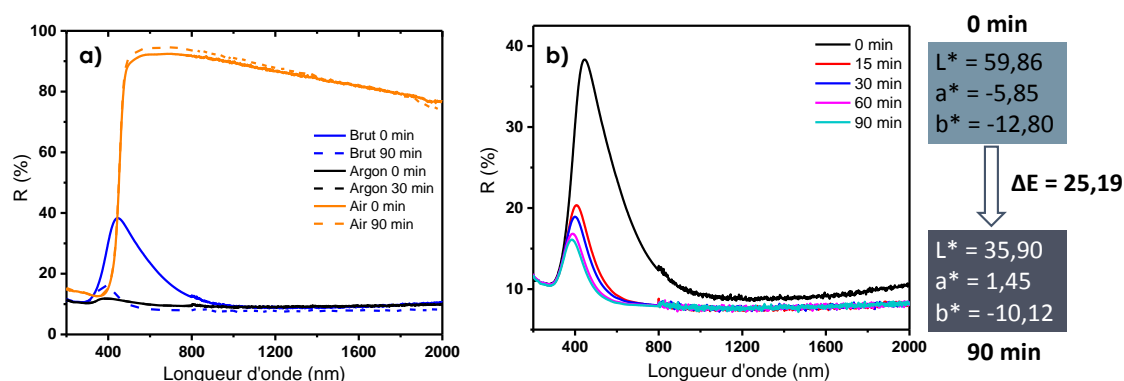 a)
100
80
60
40
20
0
R (%)
Brut 0 min
Brut 90 min
Argon 0 min
Argon 30 min
Air 0 min
Air 90 min
400
800
1200
1600
2000
Longueur d'onde (nm)
b)
40
30
20
10
R (%)
0 min
15 min
30 min
60 min
90 min
400
800
1200
1600
2000
Longueur d'onde (nm)
0 min
L* = 59,86
a* = -5,85
b* = -12,80
ΔE = 25,19
L* = 35,90
a* = 1,45
b* = -10,12
90 min